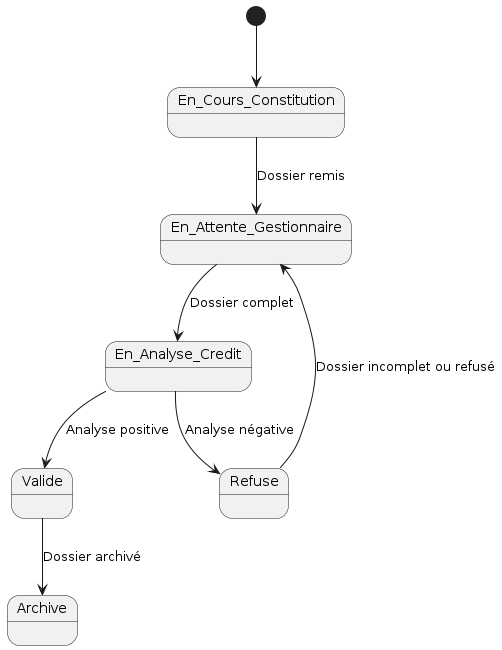 En_Cours_Constitution
Dossier remis
En_Attente_Gestionnaire
Dossier complet
En_Analyse_Credit
Dossier incomplet ou refusé
Analyse positive
Analyse négative
Valide
Refuse
Dossier archivé
Archive